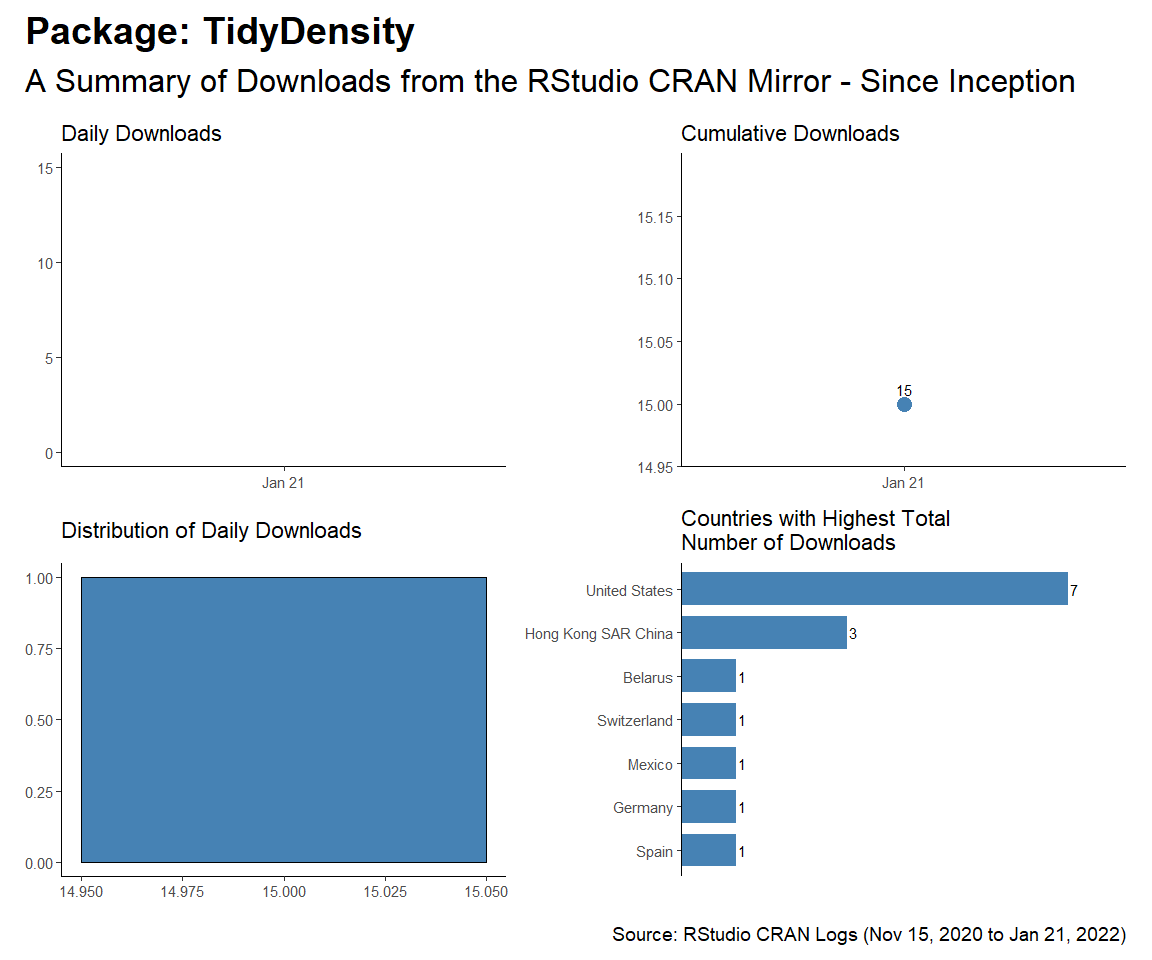 Package: TidyDensity
A Summary of Downloads from the RStudio CRAN Mirror - Since Inception
Daily Downloads
15
10
5
0
Jan 21
Cumulative Downloads
15.15
15.10
15.05
15.00
14.95
15
Jan 21
Distribution of Daily Downloads
1.00
0.75
0.50
0.25
0.00
14.950 14.975 15.000 15.025 15.050
Countries with Highest Total
Number of Downloads
United States 7
Hong Kong SAR China 3
Belarus 1
Switzerland 1
Mexico 1
Germany 1
Spain 1
Source: RStudio CRAN Logs (Nov 15, 2020 to Jan 21, 2022)